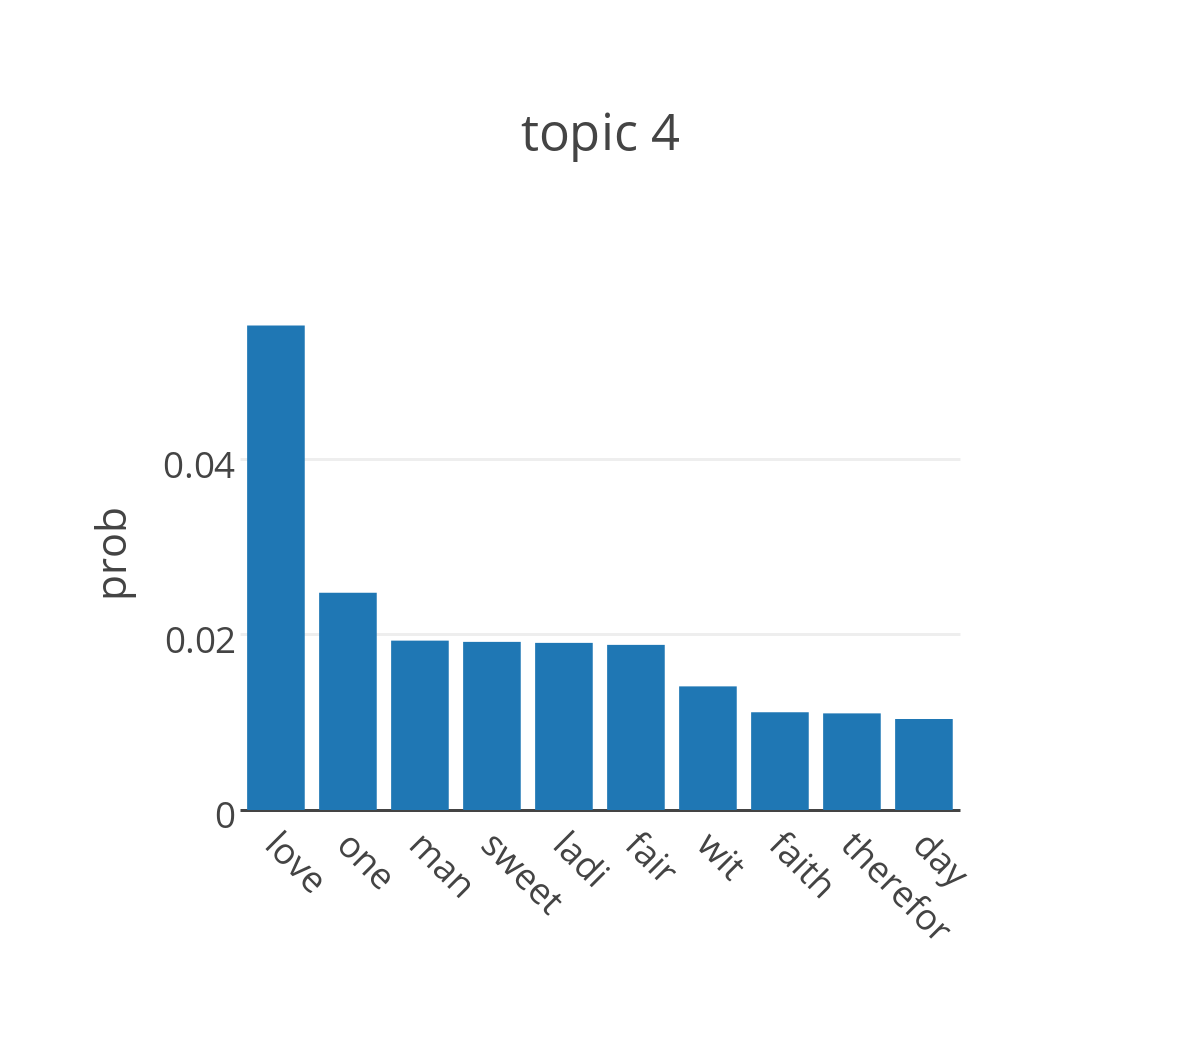 topic 4
prob
0.04
0.02
0
love
one
man
sweet
ladi
fair
wit
faith
therefor
day